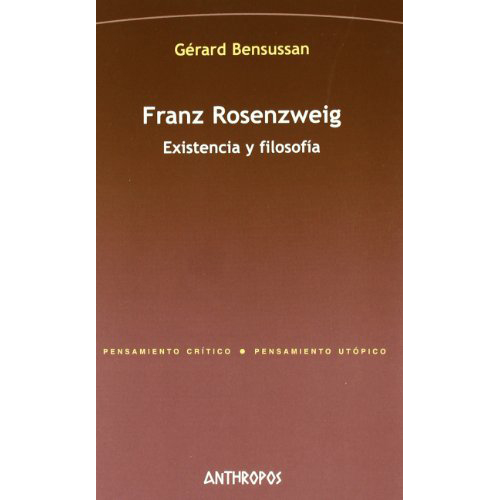 Gérard Bensussan
Franz Rosenzweig
Existencia y filosofía
PENSAMIENTO CRÍTICO • PENSAMIENTO UTÓPICO
ANTHROPOS